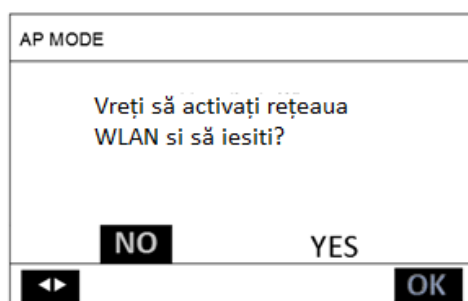 AP MODE
Vreți să activați rețeaua
WLAN si să iesiti?
NO YES
OK